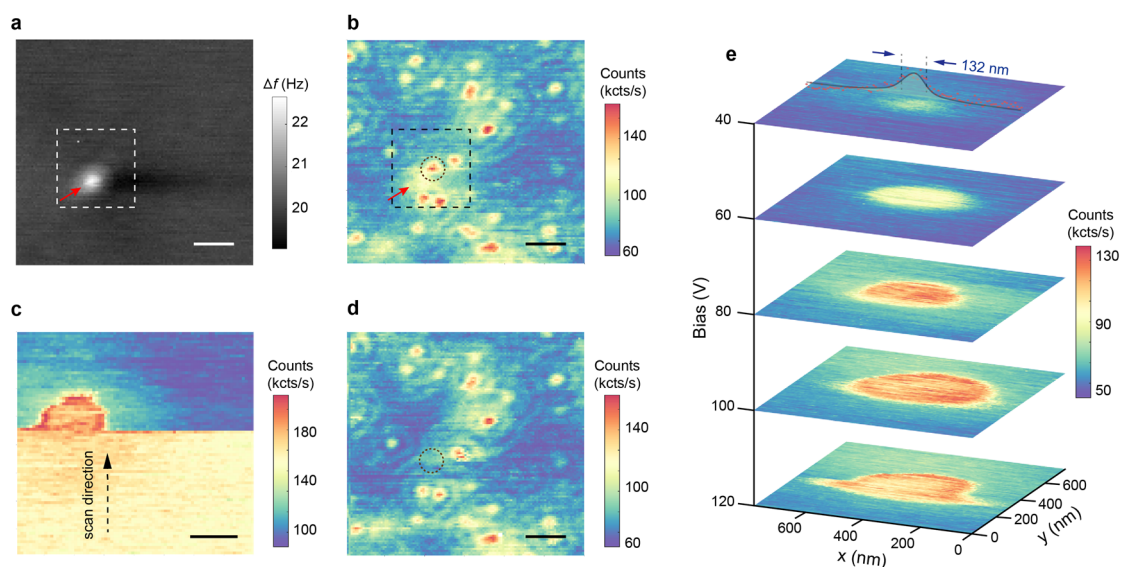 a
Δf (Hz)
22
21
20
b
Counts
(kcts/s)
140
100
60
c
scan direction
Counts
(kcts/s)
180
140
100
d
Counts
(kcts/s)
140
100
60
e
132 nm
40
60
80
100
120
Bias (V)
600
400
200
0
x (nm)
0
200
400
600
y (nm)
Counts
(kcts/s)
130
90
50